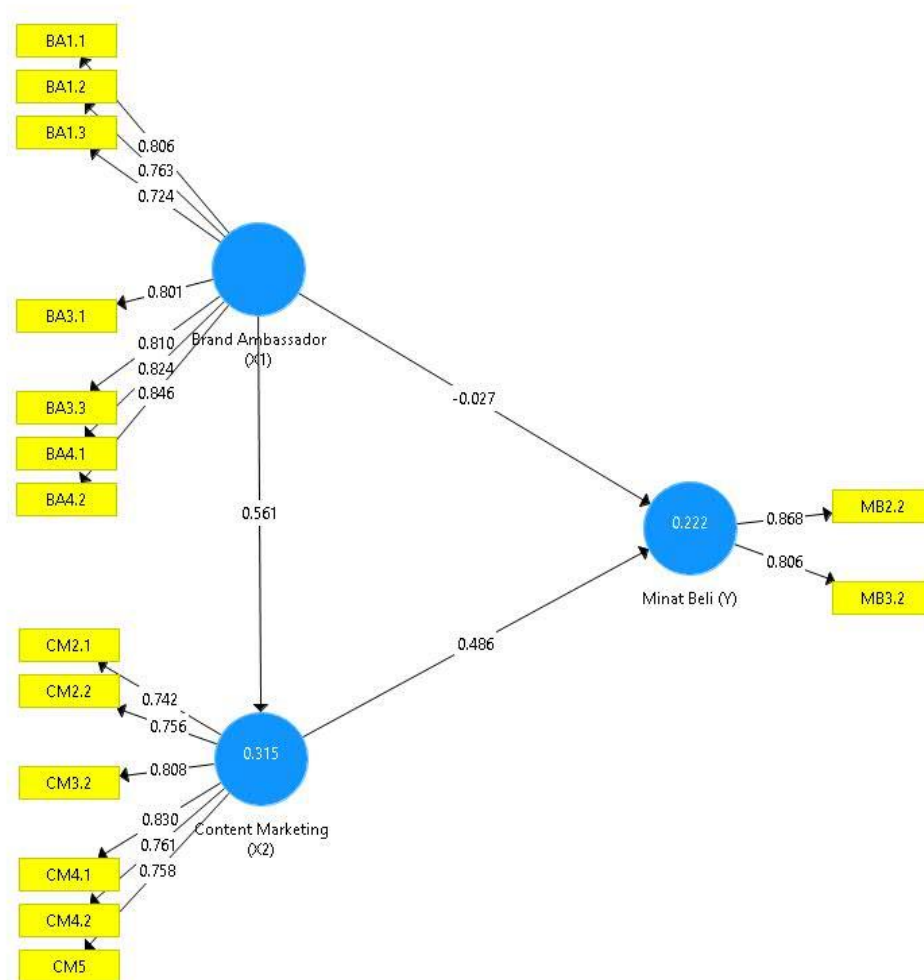 BA1.1
BA1.2
BA1.3
0.806
0.763
0.724
BA3.1
0.801
BA3.3
BA4.1
BA4.2
0.810
0.824
0.846
Brand Ambassador
(X1)
-0.027
0.561
0.222
Minat Beli (Y)
0.868
MB2.2
0.806
MB3.2
0.486
CM2.1
CM2.2
0.742
0.756
CM3.2
0.808
0.315
Content Marketing
(X2)
0.830
0.761
0.758
CM4.1
CM4.2
CM5